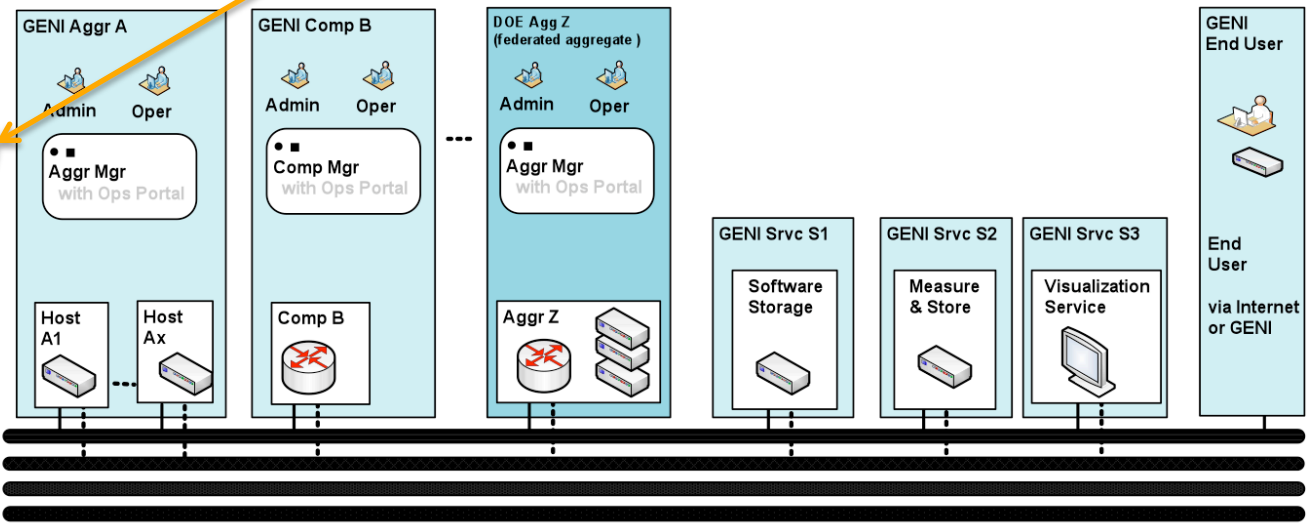 GENI Aggr A
Admin
Oper
Aggr Mgr
with Ops Portal
Host
A1
Host
Ax
GENI Comp B
Admin
Oper
Comp Mgr
with Ops Portal
Comp B
DOE Agg Z
(federated aggregate )
Admin
Oper
Aggr Mgr
with Ops Portal
Aggr Z
GENI Srvc S1
Software
Storage
GENI Srvc S2
Measure
& Store
GENI Srvc S3
Visualization
Service
GENI
End User
End
User
via Internet
or GENI